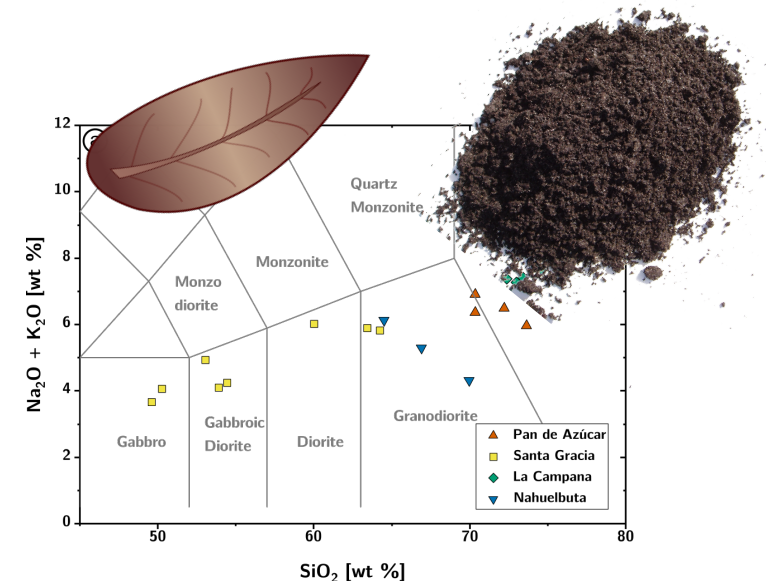 12
a
10
8
6
4
2
0
Na₂O + K₂O [wt %]
Quartz
Monzonite
Monzonite
Monzo
diorite
Gabbro
Gabbroic
Diorite
Diorite
Granodiorite
Pan de Azúcar
Santa Gracia
La Campana
Nahuelbuta
50
60
70
80
SiO₂ [wt %]